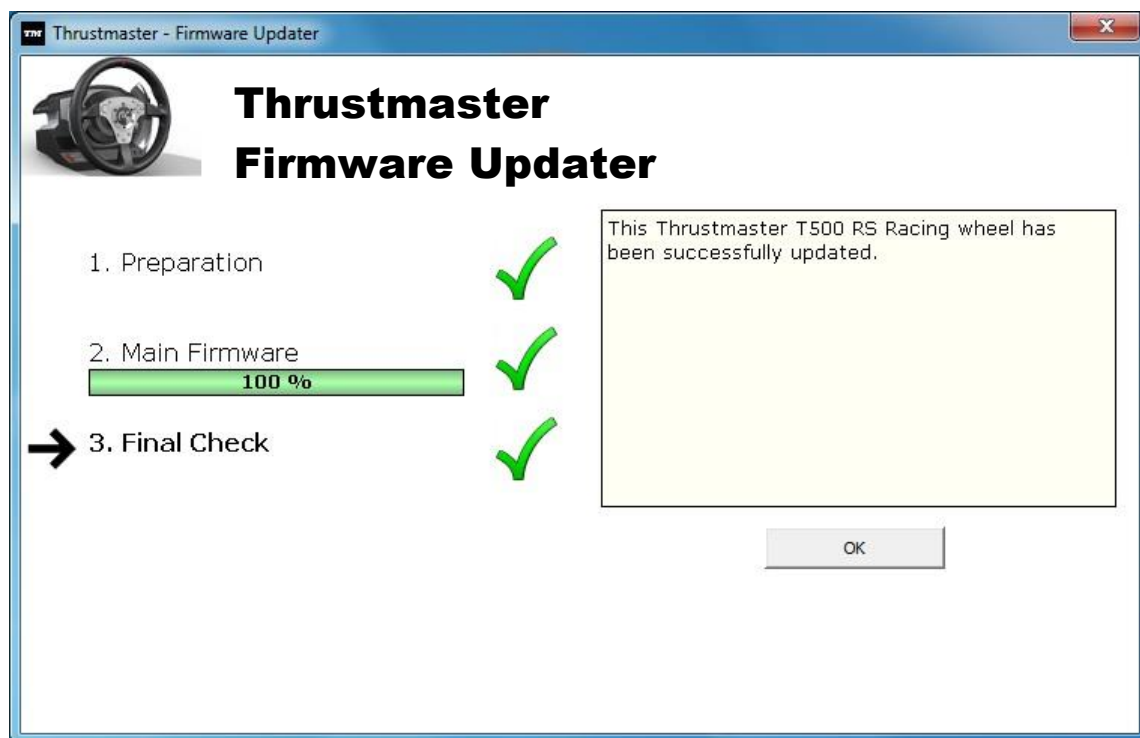 TM Thrustmaster - Firmware Updater
X
Thrustmaster
Firmware Updater
1. Preparation
2. Main Firmware
100 %
3. Final Check
This Thrustmaster T500 RS Racing wheel has
been successfully updated.
OK